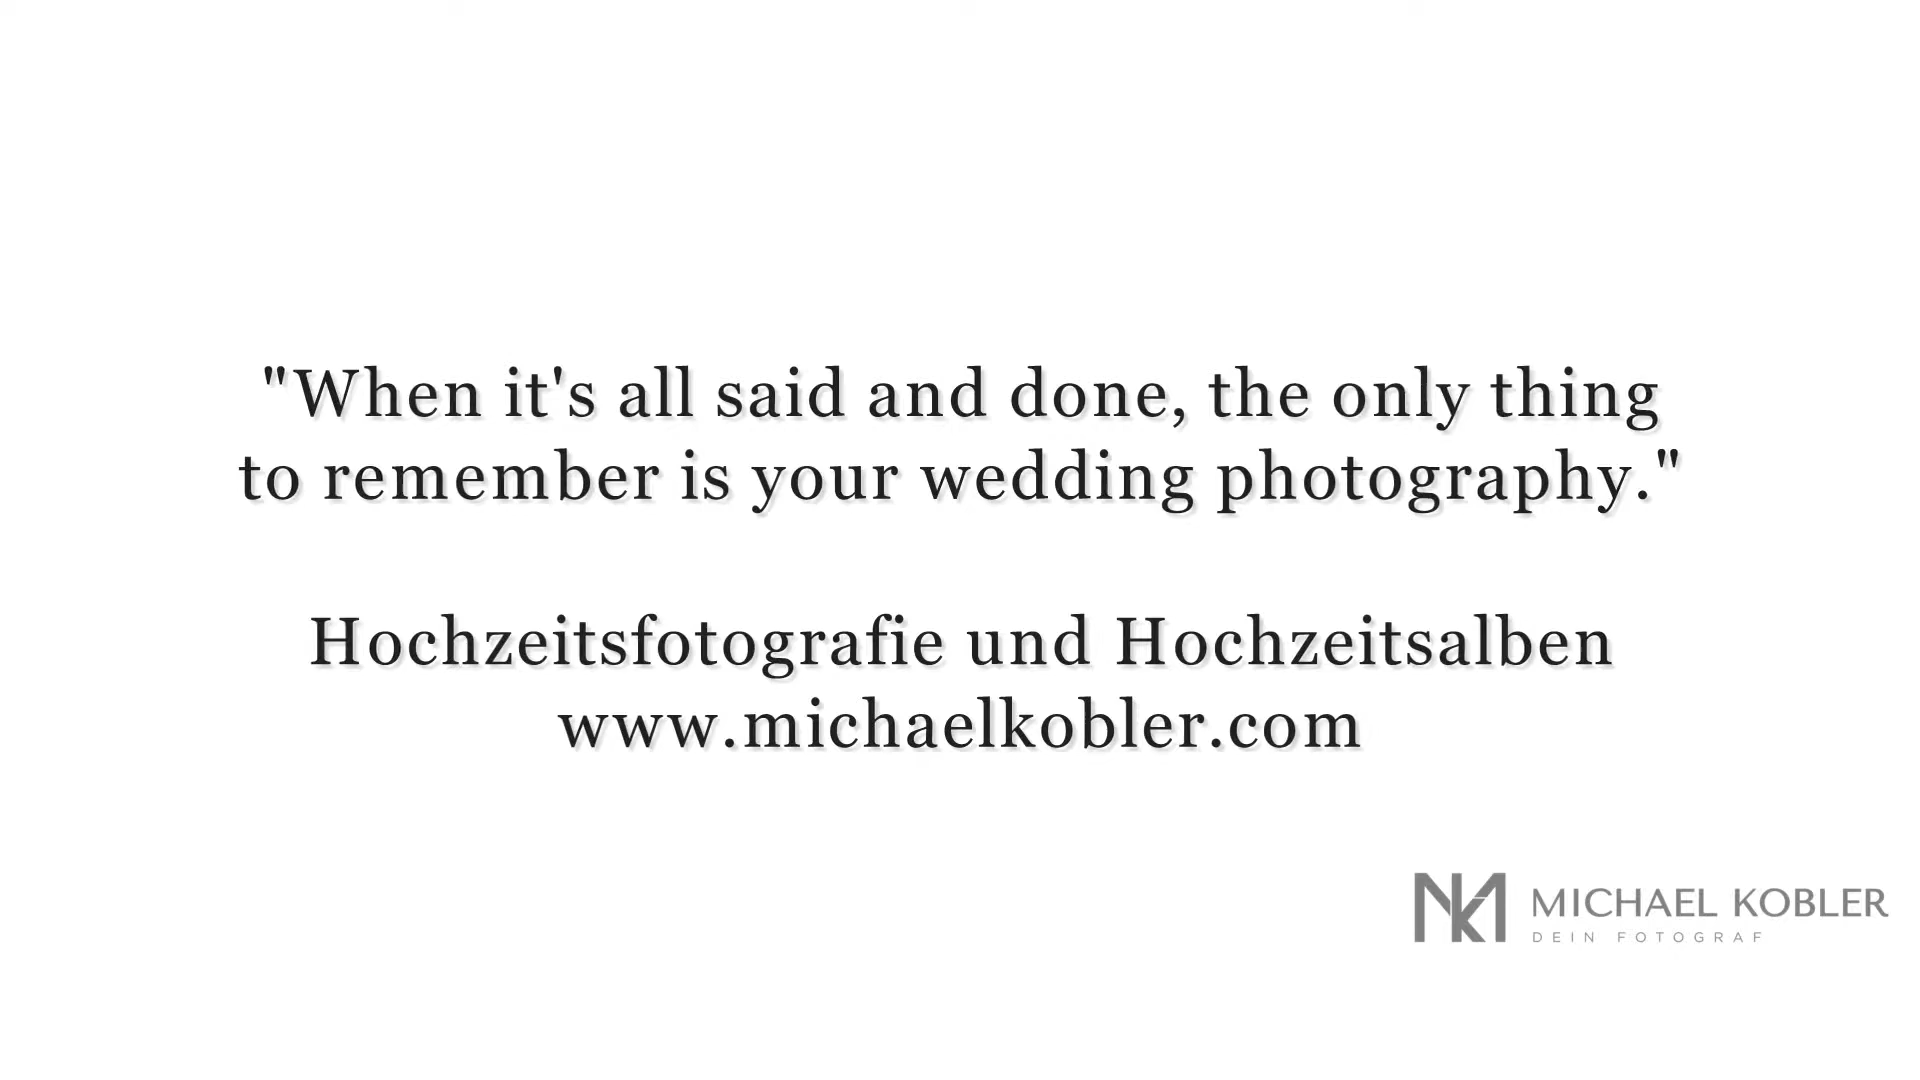 "When it's all said and done, the only thing
to remember is your wedding photography."
Hochzeitsfotografie und Hochzeitsalben
www.michaelkobler.com
MK MICHAEL KOBLER
DEIN FOTOGRAF